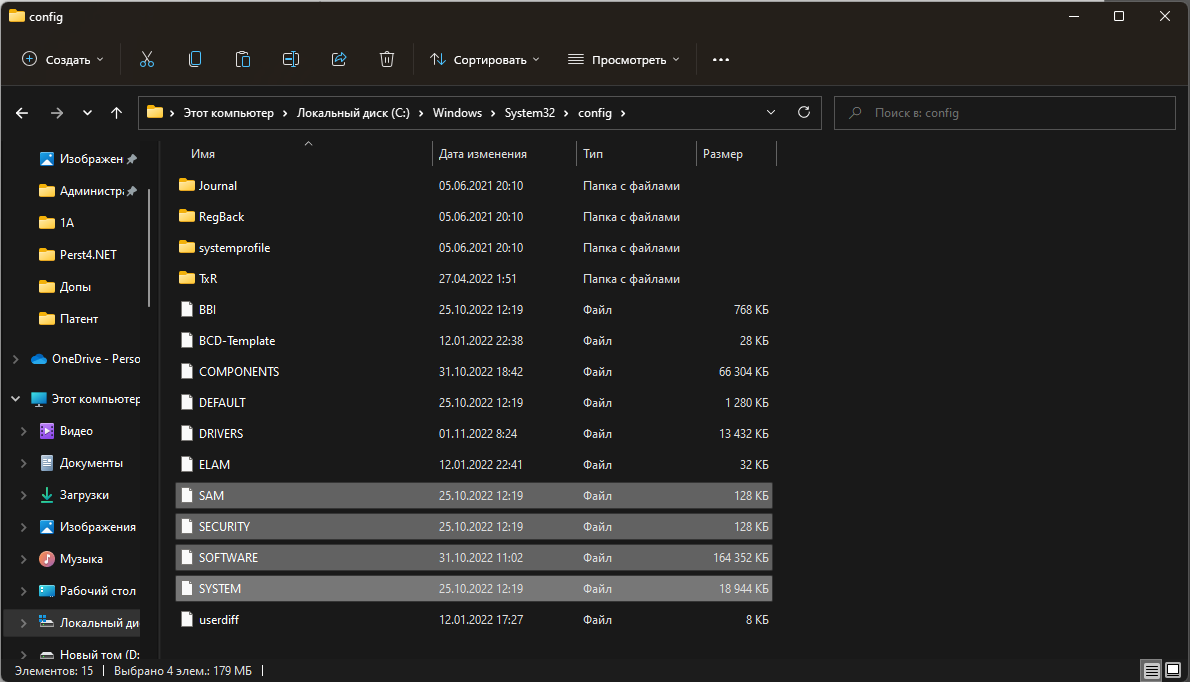 config
Создать
Сортировать
Просмотреть
Этот компьютер > Локальный диск (C:) > Windows > System32 > config >
Поиск в: config
Изображен
Администра
1А
Perst4.NET
Допы
Патент
OneDrive - Perso
Этот компьютер
Видео
Документы
Загрузки
Изображения
Музыка
Рабочий стол
Локальный ди
Новый том (D:
Имя Дата изменения Тип Размер
Journal 05.06.2021 20:10 Папка с файлами
RegBack 05.06.2021 20:10 Папка с файлами
systemprofile 05.06.2021 20:10 Папка с файлами
TxR 27.04.2022 1:51 Папка с файлами
BBI 25.10.2022 12:19 Файл 768 КБ
BCD-Template 12.01.2022 22:38 Файл 28 КБ
COMPONENTS 31.10.2022 18:42 Файл 66 304 КБ
DEFAULT 25.10.2022 12:19 Файл 1 280 КБ
DRIVERS 01.11.2022 8:24 Файл 13 432 КБ
ELAM 12.01.2022 22:41 Файл 32 КБ
SAM 25.10.2022 12:19 Файл 128 КБ
SECURITY 25.10.2022 12:19 Файл 128 КБ
SOFTWARE 31.10.2022 11:02 Файл 164 352 КБ
SYSTEM 25.10.2022 12:19 Файл 18 944 КБ
userdiff 12.01.2022 17:27 Файл 8 КБ
Элементов: 15 | Выбрано 4 элем.: 179 МБ |